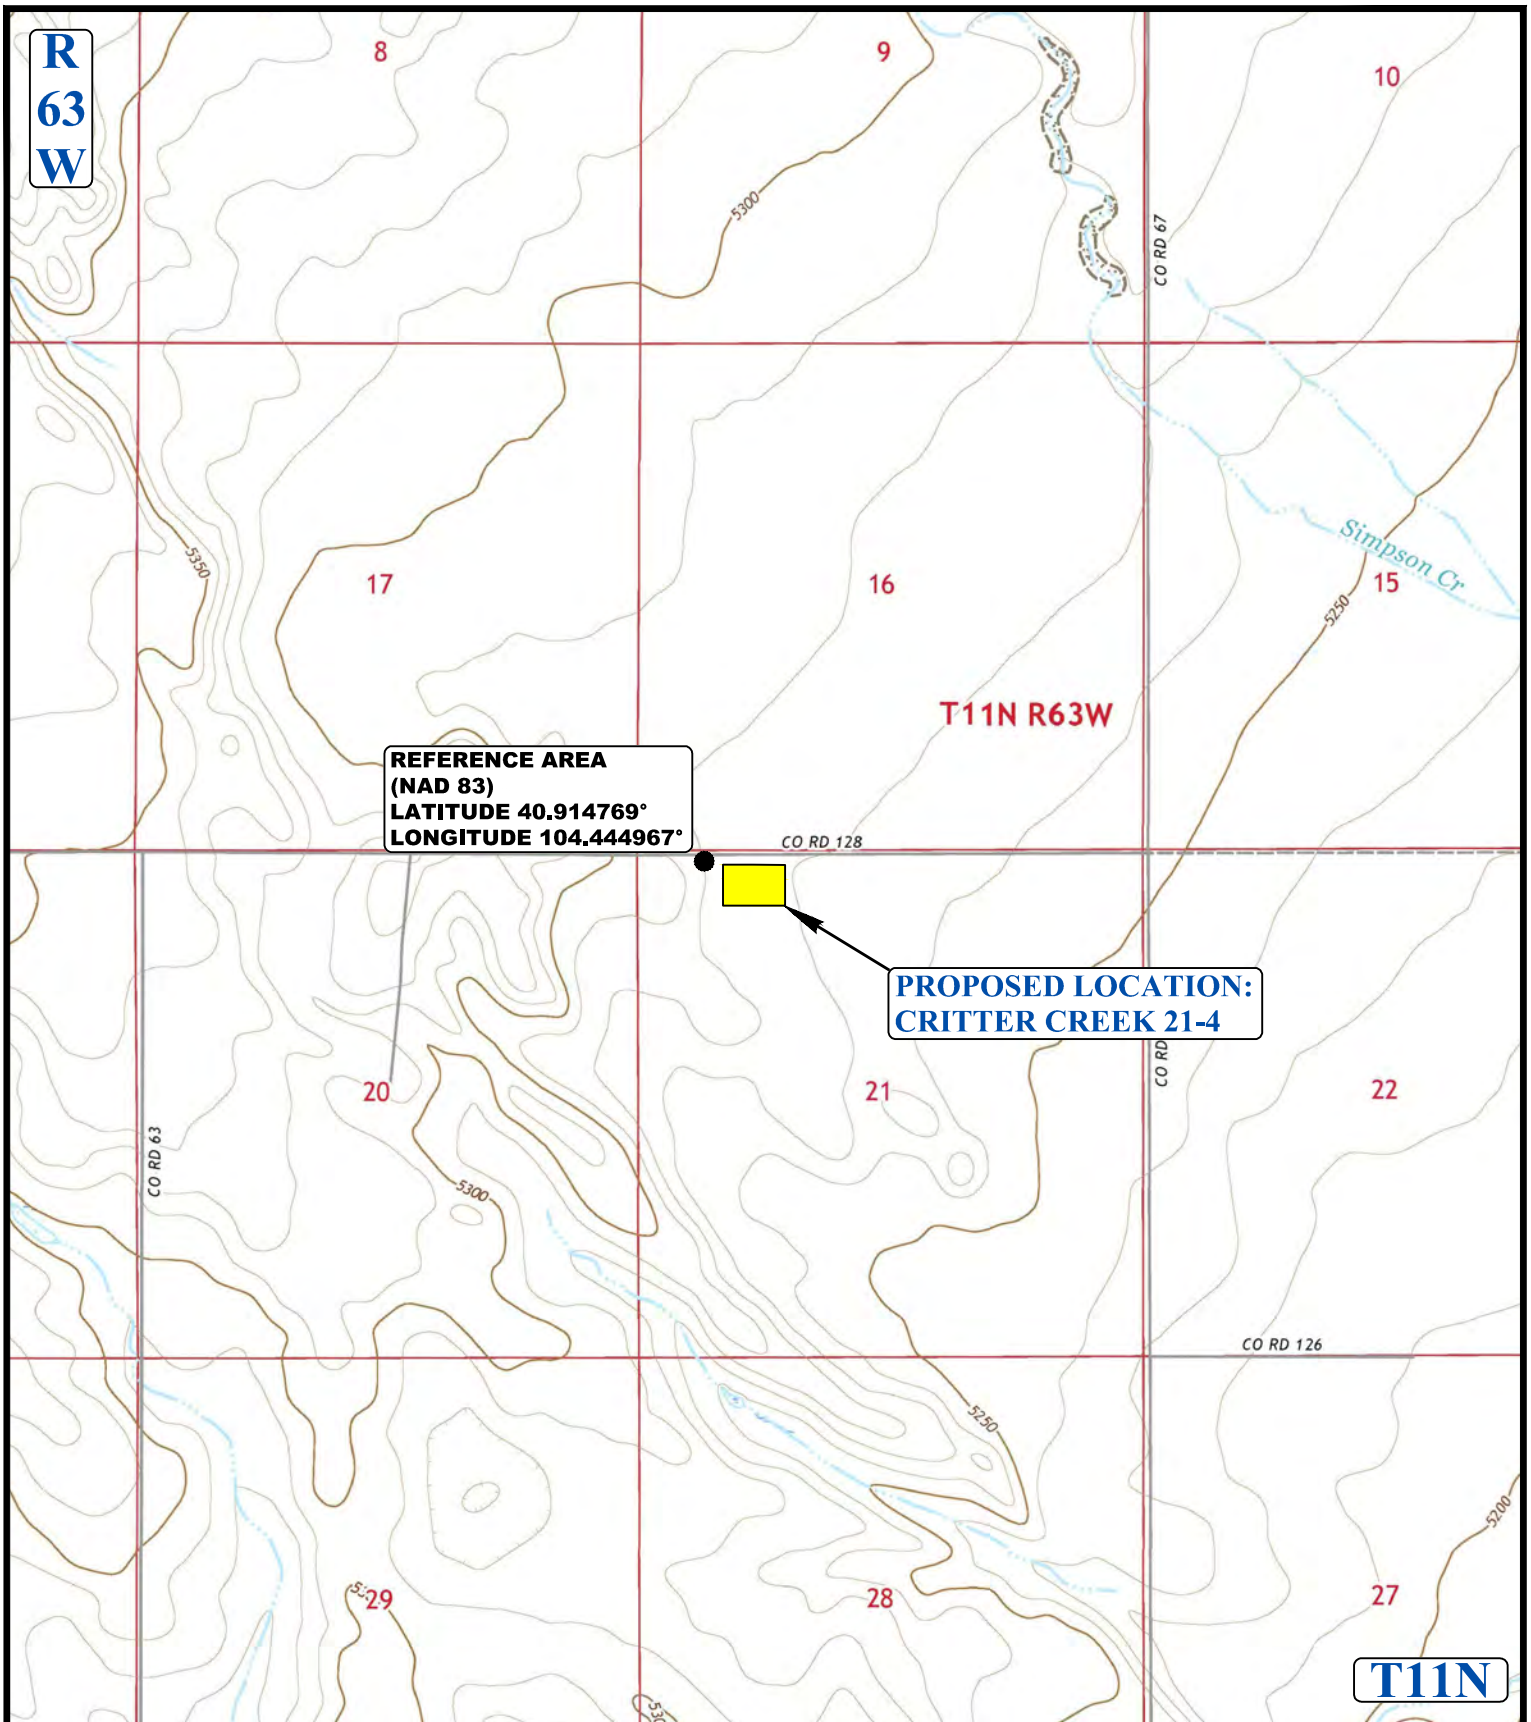 R
63
W
8
9
10
5300
CO RD 67
5350
17
16
Simpson Cr
15
5250
T11N R63W
REFERENCE AREA
(NAD 83)
LATITUDE 40.914769°
LONGITUDE 104.444967°
CO RD 128
PROPOSED LOCATION:
CRITTER CREEK 21-4
CO RD
20
21
22
CO RD 63
5300
CO RD 126
5250
5200
29
28
27
T11N